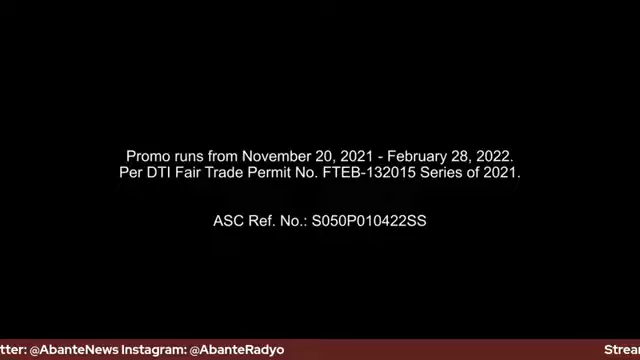 Promo runs from November 20, 2021 - February 28, 2022.
Per DTI Fair Trade Permit No. FTEB-132015 Series of 2021.
ASC Ref. No.: S050P010422SS
tter: @AbanteNews Instagram: @AbanteRadyo
Strea